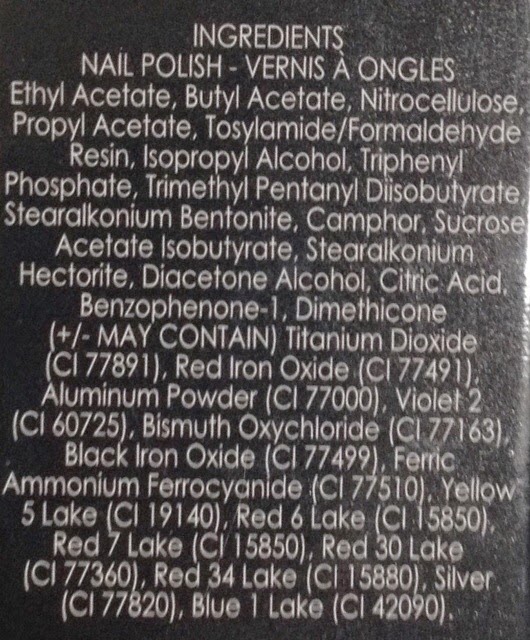 INGREDIENTS
NAIL POLISH - VERNIS À ONGLES
Ethyl Acetate, Butyl Acetate, Nitrocellulose
Propyl Acetate, Tosylamide/Formaldehyde
Resin, Isopropyl Alcohol, Triphenyl
Phosphate, Trimethyl Pentanyl Diisobutyrate
Stearalkonium Bentonite, Camphor, Sucrose
Acetate Isobutyrate, Stearalkonium
Hectorite, Diacetone Alcohol, Citric Acid,
Benzophenone-1, Dimethicone
(+/- MAY CONTAIN) Titanium Dioxide
(CI 77891), Red Iron Oxide (CI 77491),
Aluminum Powder (CI 77000), Violet 2
(CI 60725), Bismuth Oxychloride (CI 77163),
Black Iron Oxide (CI 77499), Ferric
Ammonium Ferrocyanide (CI 77510), Yellow
5 Lake (CI 19140), Red 6 Lake (CI 15850),
Red 7 Lake (CI 15850), Red 30 Lake
(CI 77360), Red 34 Lake (CI 15880), Silver
(CI 77820), Blue 1 Lake (CI 42090).